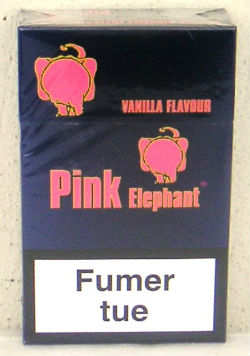 VANILLA FLAVOUR
Pink Elephant
Fumer
tue